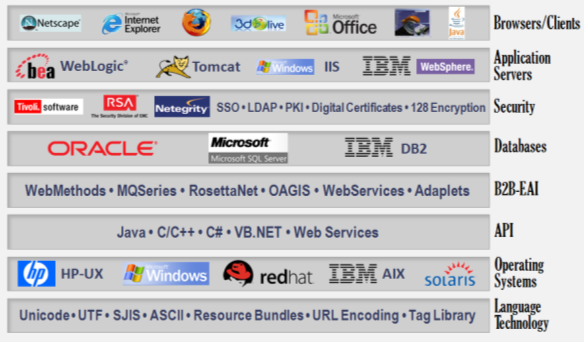 Netscape Microsoft Internet Explorer 3dlive Microsoft Office Java Browsers/Clients
bea WebLogic Tomcat Windows IIS IBM WebSphere. Application Servers
Tivoli. software RSA The Security Division of EMC Netegrity SSO • LDAP • PKI • Digital Certificates • 128 Encryption Security
ORACLE Microsoft Microsoft SQL Server IBM DB2 Databases
WebMethods • MQSeries • RosettaNet • OAGIS • WebServices • Adaplets B2B-EAI
Java • C/C++ • C# • VB.NET • Web Services API
hp HP-UX Windows redhat IBM AIX solaris Operating Systems
Unicode • UTF • SJIS • ASCII • Resource Bundles • URL Encoding • Tag Library Language Technology